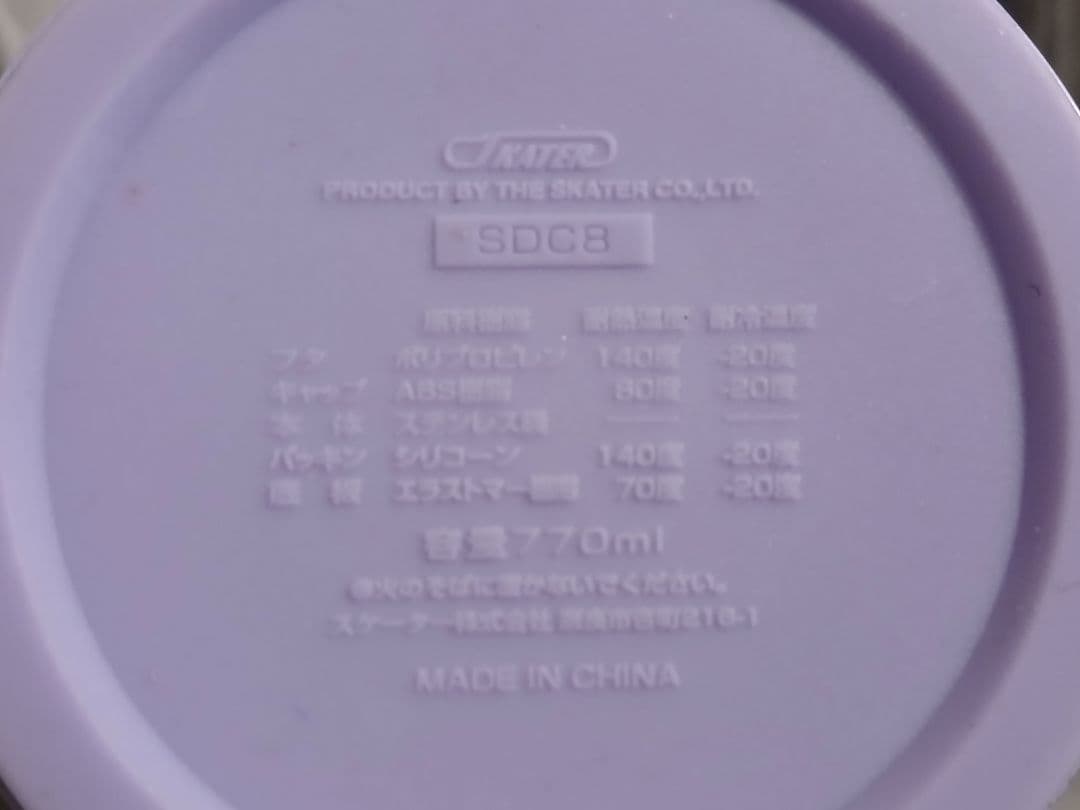 SKATER
PRODUCT BY THE SKATER CO.,LTD.
SDC8
原料樹脂 耐熱温度 耐冷温度
フタ ポリプロピレン 140度 -20度
キャップ ABS樹脂 80度 -20度
本 体 ステンレス鋼
パッキン シリコーン 140度 -20度
底 板 エラストマー樹脂 70度 -20度
容量770ml
火のそばに置かないでください。
スケーター株式会社 216-1
MADE IN CHINA